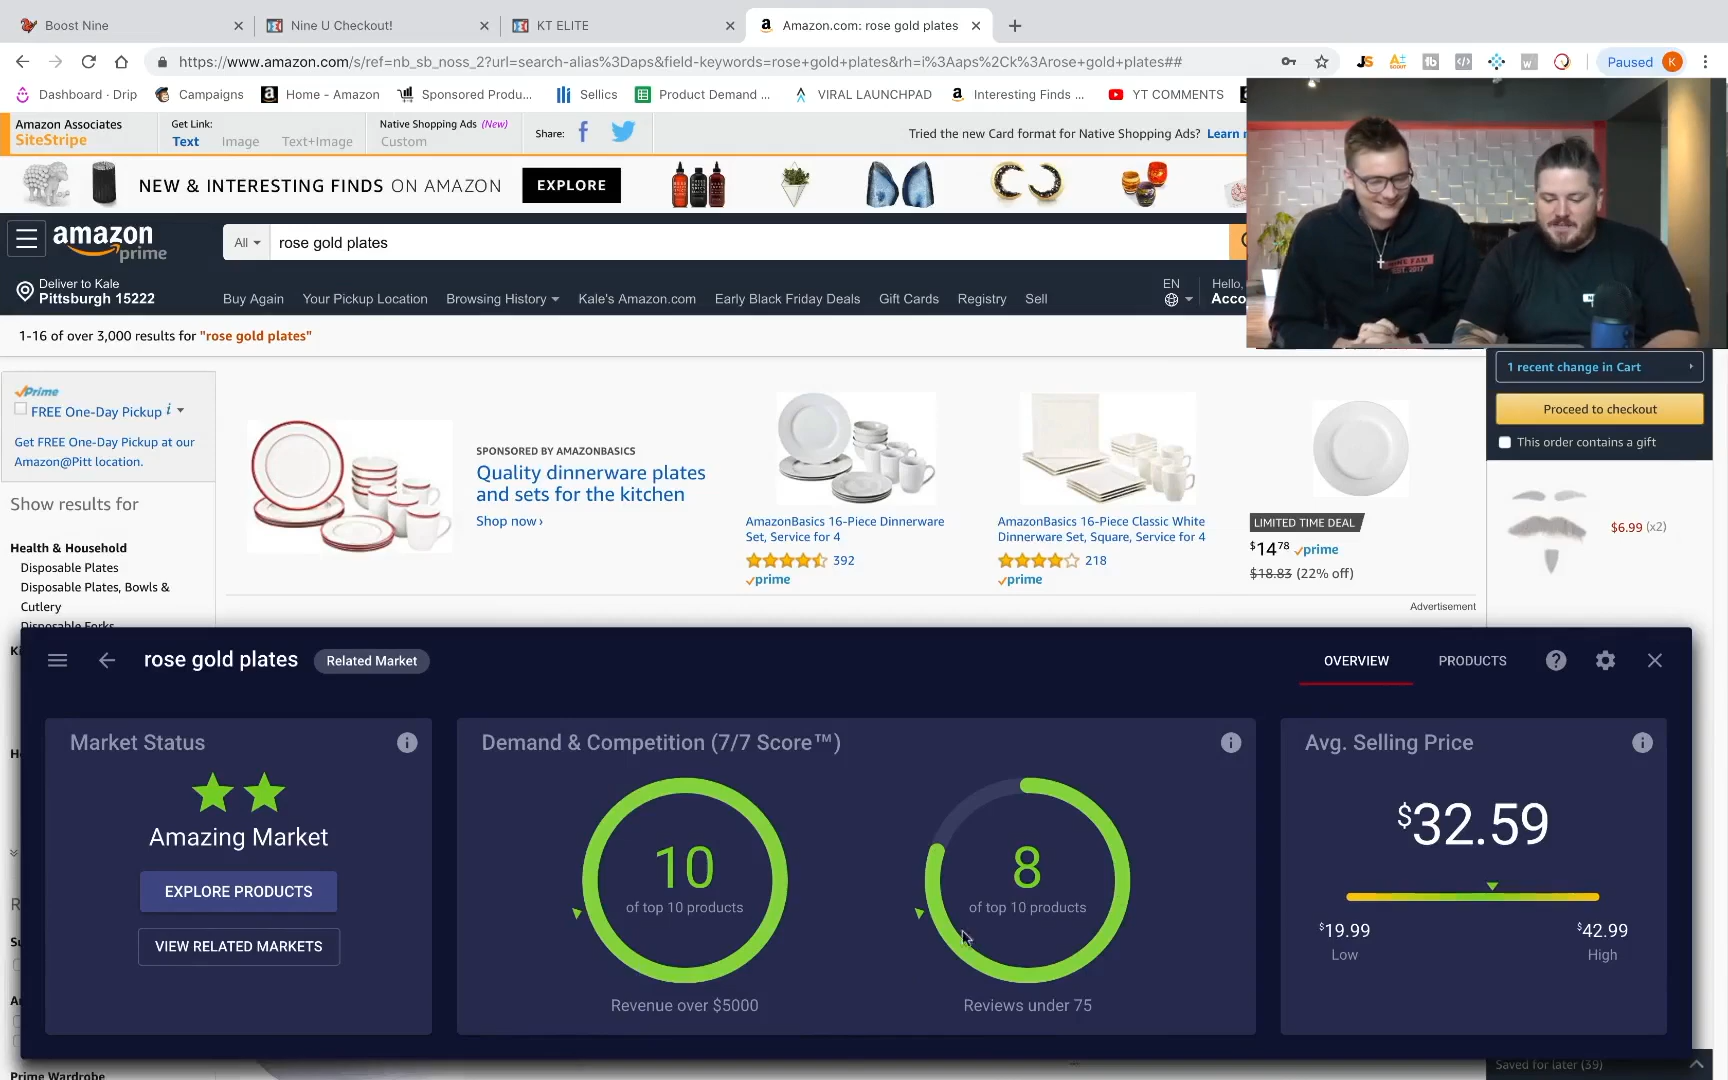 Boost Nine
Nine U Checkout!
KT ELITE
Amazon.com: rose gold plates
https://www.amazon.com/s/ref=nb_sb_noss_2?url=search-alias%3Daps&field-keywords=rose+gold+plates&rh=i%3Aaps%2Ck%3Arose+gold+plates##
Paused K
Dashboard · Drip
Campaigns
Home - Amazon
Sponsored Produ...
Sellics
Product Demand ...
VIRAL LAUNCHPAD
Interesting Finds ...
YT COMMENTS
Amazon Associates
SiteStripe
Get Link:
Text Image Text+Image
Native Shopping Ads (New)
Custom
Share:
Tried the new Card format for Native Shopping Ads? Learn
NEW & INTERESTING FINDS ON AMAZON EXPLORE
amazon
prime
All rose gold plates
Deliver to Kale
Pittsburgh 15222
Buy Again Your Pickup Location Browsing History Kale's Amazon.com Early Black Friday Deals Gift Cards Registry Sell
EN
Hello,
1-16 of over 3,000 results for "rose gold plates"
EST. 2017
1 recent change in Cart
Proceed to checkout
This order contains a gift
$6.99 (x2)
Prime
FREE One-Day Pickup
Get FREE One-Day Pickup at our
Amazon@Pitt location.
Show results for
Health & Household
Disposable Plates
Disposable Plates, Bowls &
Cutlery
Disposable Forks
SPONSORED BY AMAZONBASICS
Quality dinnerware plates
and sets for the kitchen
Shop now ›
AmazonBasics 16-Piece Dinnerware
Set, Service for 4
392
prime
AmazonBasics 16-Piece Classic White
Dinnerware Set, Square, Service for 4
218
prime
LIMITED TIME DEAL
$14 78 prime
$18.83 (22% off)
Advertisement
rose gold plates Related Market
OVERVIEW PRODUCTS
Market Status
Amazing Market
EXPLORE PRODUCTS
VIEW RELATED MARKETS
Demand & Competition (7/7 Score™)
10
of top 10 products
Revenue over $5000
8
of top 10 products
Reviews under 75
Avg. Selling Price
$32.59
$19.99
Low
$42.99
High
Saved for later (39)
Prime Wardrobe